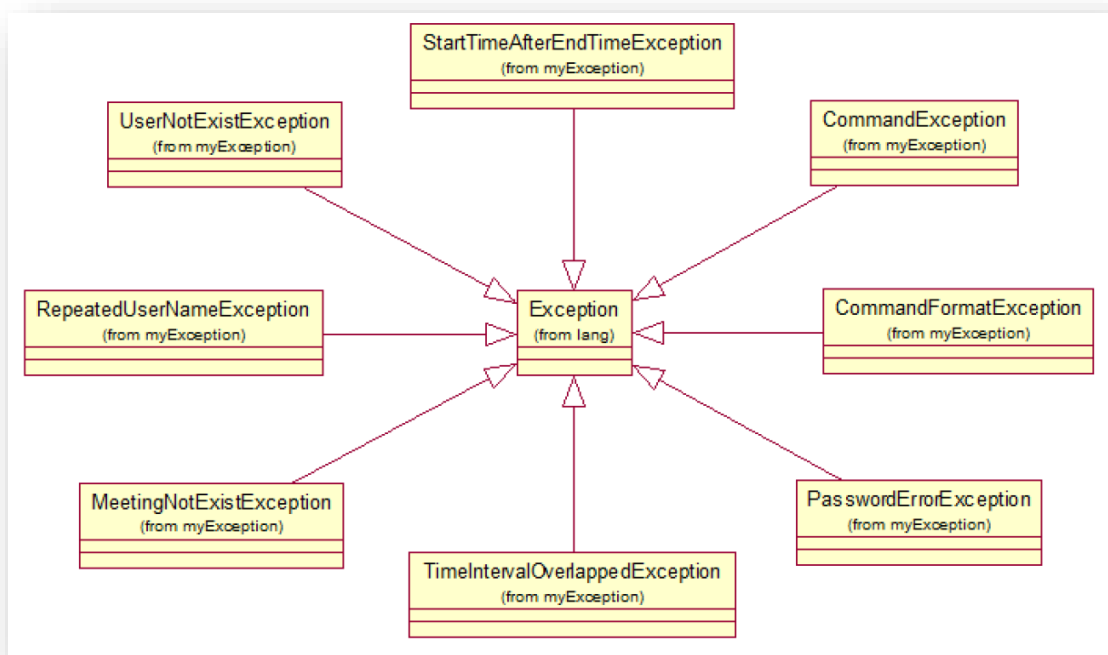 StartTimeAfterEndTimeException
(from myException)
UserNotExistException
(from myException)
CommandException
(from myException)
RepeatedUserNameException
(from myException)
Exception
(from lang)
CommandFormatException
(from myException)
MeetingNotExistException
(from myException)
PasswordErrorException
(from myException)
TimeIntervalOverlappedException
(from myException)